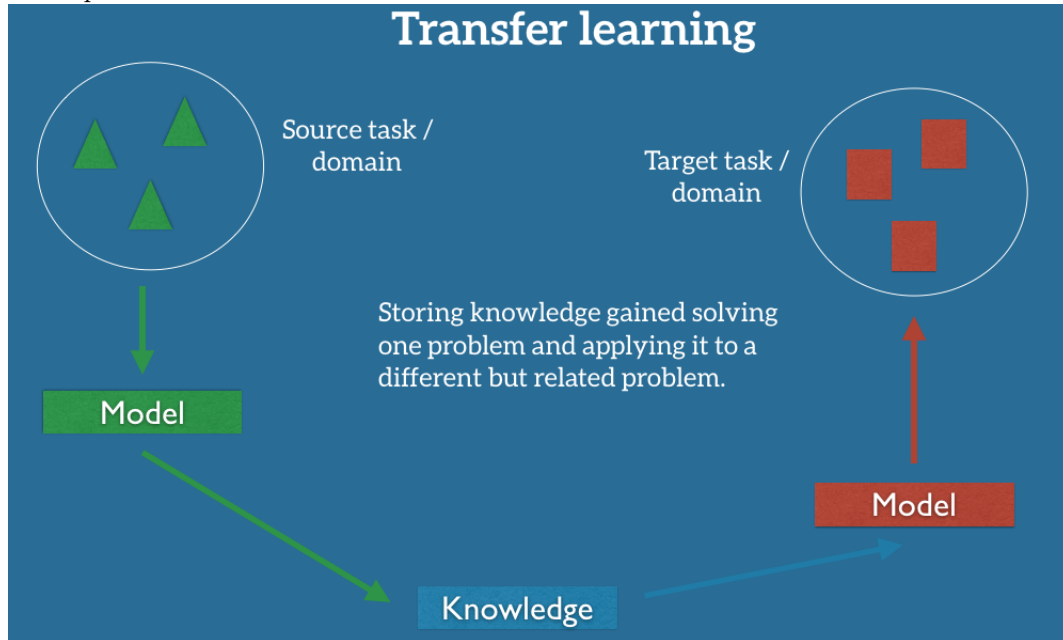 Transfer learning
Source task /
domain
Target task /
domain
Storing knowledge gained solving
one problem and applying it to a
different but related problem.
Model
Model
Knowledge